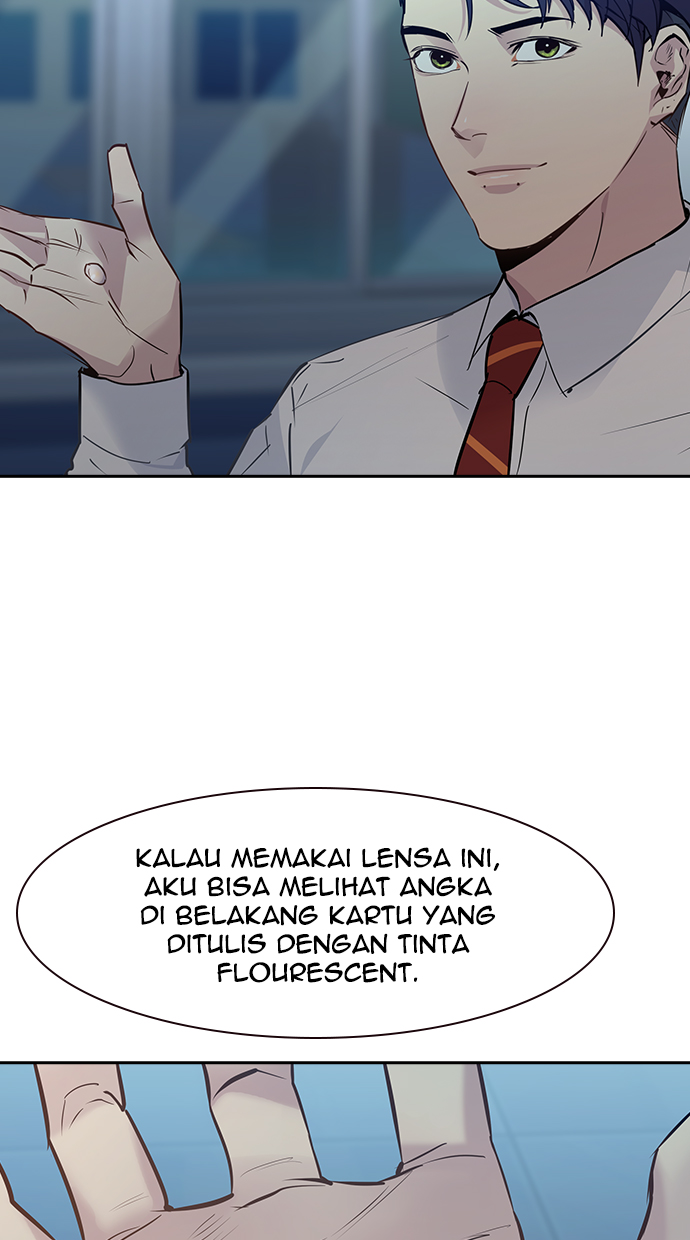 KALAU MEMAKAI LENSA INI,
AKU BISA MELIHAT ANGKA
DI BELAKANG KARTU YANG
DITULIS DENGAN TINTA
FLOURESCENT.